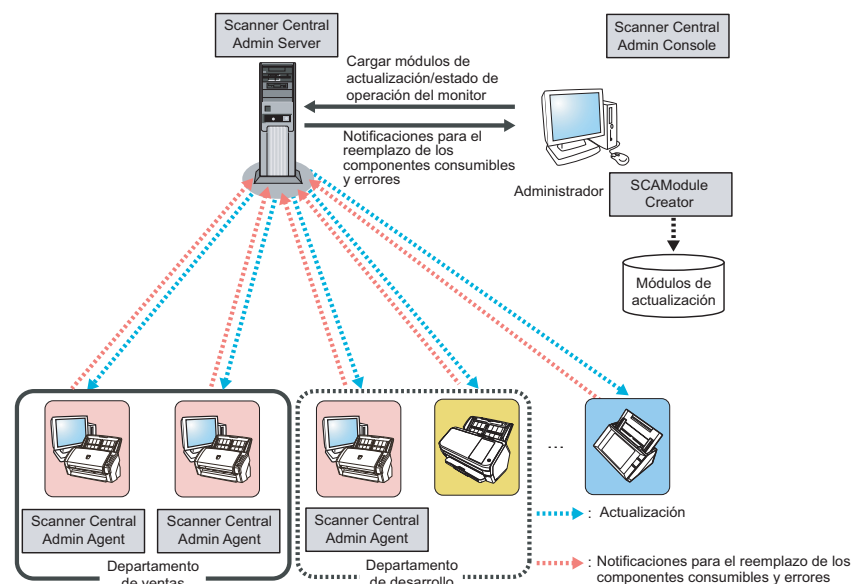 Scanner Central
Admin Server
Scanner Central
Admin Console
Cargar módulos de
actualización/estado de
operación del monitor
Notificaciones para el
reemplazo de los
componentes consumibles
y errores
Administrador
SCAModule
Creator
Módulos de
actualización
...
Scanner Central
Admin Agent
Scanner Central
Admin Agent
Scanner Central
Admin Agent
Departamento
de ventas
Departamento
de desarrollo
: Actualización
: Notificaciones para el reemplazo de los
componentes consumibles y errores